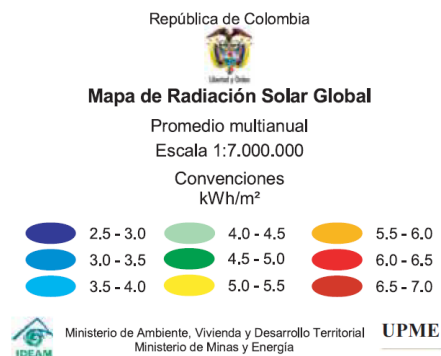 República de Colombia
Libertad y Orden
Mapa de Radiación Solar Global
Promedio multianual
Escala 1:7.000.000
Convenciones
kWh/m²
2.5 - 3.0 4.0 - 4.5 5.5 - 6.0
3.0 - 3.5 4.5 - 5.0 6.0 - 6.5
3.5 - 4.0 5.0 - 5.5 6.5 - 7.0
IDEAM
Ministerio de Ambiente, Vivienda y Desarrollo Territorial UPME
Ministerio de Minas y Energía